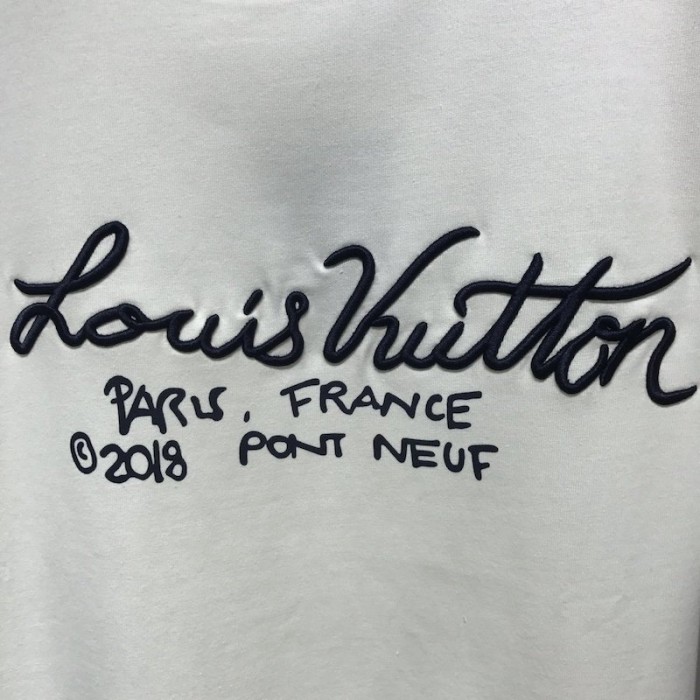 Louis Vuitton
PARIS, FRANCE
©2018 PONT NEUF